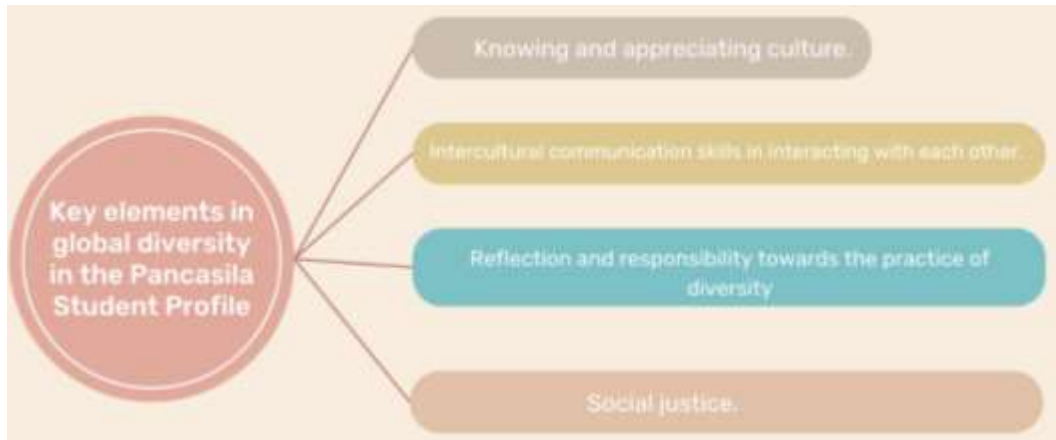 Key elements in
global diversity
in the Pancasila
Student Profile
Knowing and appreciating culture.
Intercultural communication skills in interacting with each other.
Reflection and responsibility towards the practice of
diversity
Social justice.